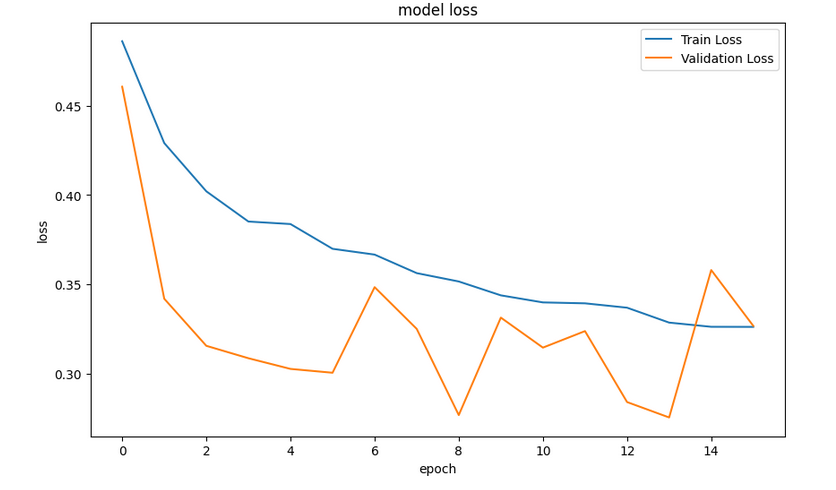 model loss
Train Loss
Validation Loss
0.45
0.40
0.35
0.30
loss
0 2 4 6 8 10 12 14
epoch